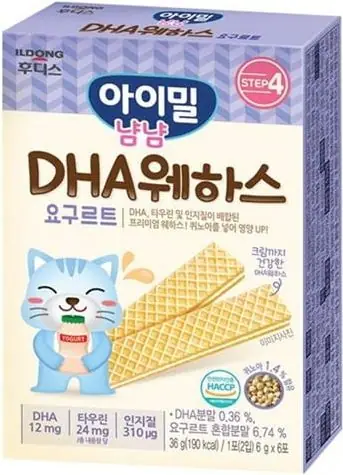 ILDONG
후디스
아이밀
냠냠
STEP 4
DHA웨하스
요구르트
DHA, 타우린 및 인지질이 배합된
프리미엄 웨하스! 퀴노아를 넣어 영양 UP!
크림까지
건강한
DHA웨하스
이미지사진
YOGURT
HACCP
퀴노아 1.4% 함유
DHA
12 mg
타우린
24 mg
인지질
310 μg
• DHA분말 0.36 %,
요구르트 혼합분말 6.74 %
36 g(190 kcal) / 1포(2입) 6 g x 6포